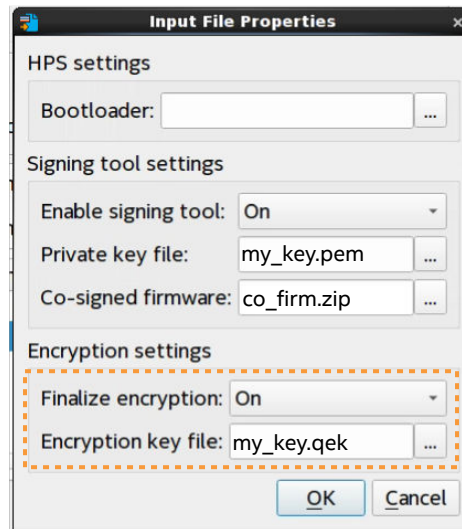 Input File Properties
HPS settings
Bootloader: ...
Signing tool settings
Enable signing tool: On
Private key file: my_key.pem ...
Co-signed firmware: co_firm.zip ...
Encryption settings
Finalize encryption: On
Encryption key file: my_key.qek ...
OK Cancel